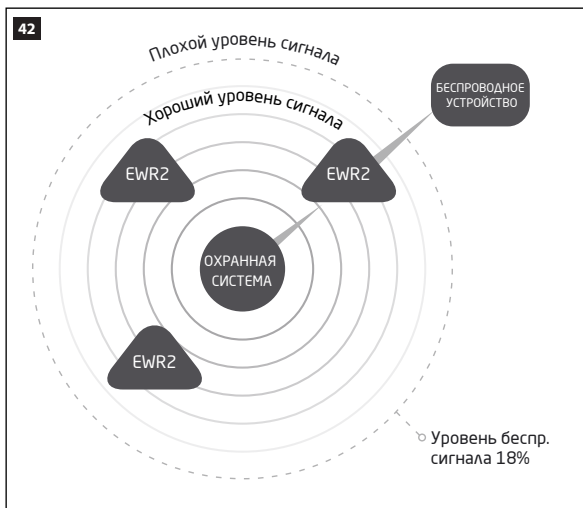 42
Плохой уровень сигнала
Хороший уровень сигнала
БЕСПРОВОДНОЕ
УСТРОЙСТВО
EWR2
EWR2
ОХРАННАЯ
СИСТЕМА
EWR2
Уровень беспр.
сигнала 18%